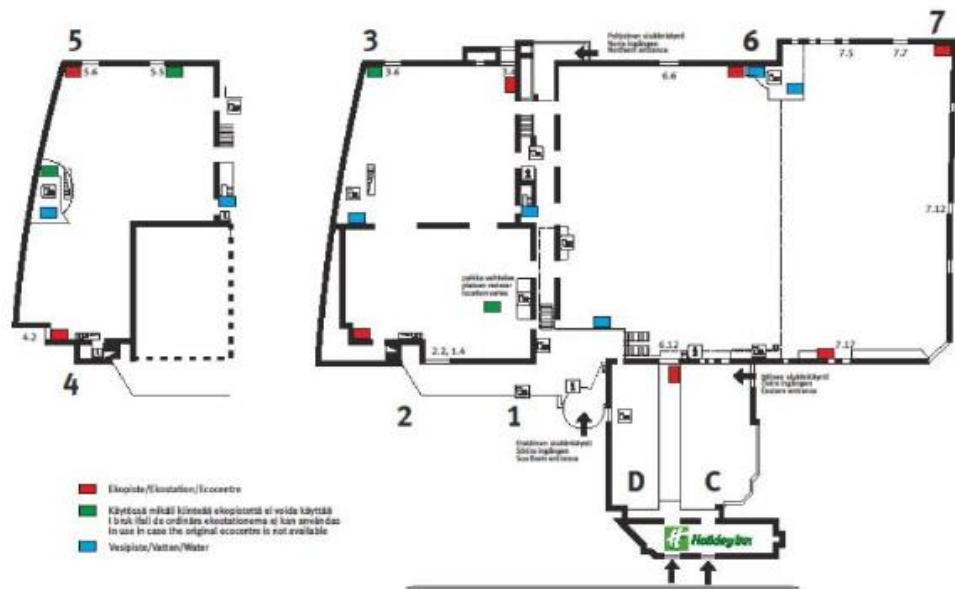 5
3
6
7
Pohjoinen sisäänkäynti
Norra ingången
Northern entrance
5.6
5.5
3.6
6.6
7.5
7.7
7.12
paikka vaihtelee
platsen varierar
location varies
4.2
2.2, 1.4
6.12
7.17
4
2
1
Itäinen sisäänkäynti
Östra ingången
Eastern entrance
Eteläinen sisäänkäynti
Södra ingången
Southern entrance
D
C
Ekopiste/Ekostation/Ecocentre
Käytössä mikäli kiinteää ekopistettä ei voida käyttää
I bruk ifall de ordinära ekostationerna ej kan användas
In use in case the original ecocentre is not available
Vesipiste/Vatten/Water
Holiday Inn